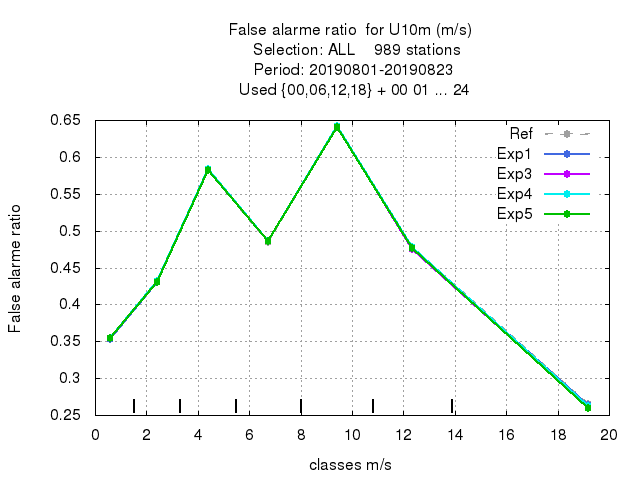 False alarme ratio  for U10m (m/s)
Selection: ALL    989 stations
Period: 20190801-20190823
Used {00,06,12,18} + 00 01 ... 24
0.65
0.6
0.55
0.5
0.45
0.4
0.35
0.3
0.25
False alarme ratio
Ref
Exp1
Exp3
Exp4
Exp5
0 2 4 6 8 10 12 14 16 18 20
classes m/s